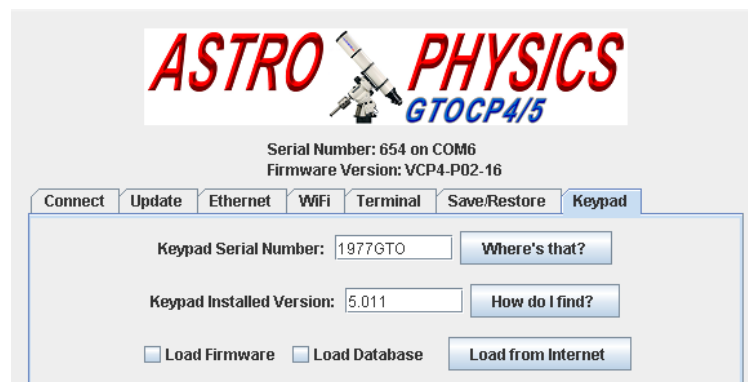 ASTRO PHYSICS
GTOCP4/5
Serial Number: 654 on COM6
Firmware Version: VCP4-P02-16
Connect Update Ethernet WiFi Terminal Save/Restore Keypad
Keypad Serial Number: 1977GTO Where's that?
Keypad Installed Version: 5.011 How do I find?
Load Firmware Load Database Load from Internet